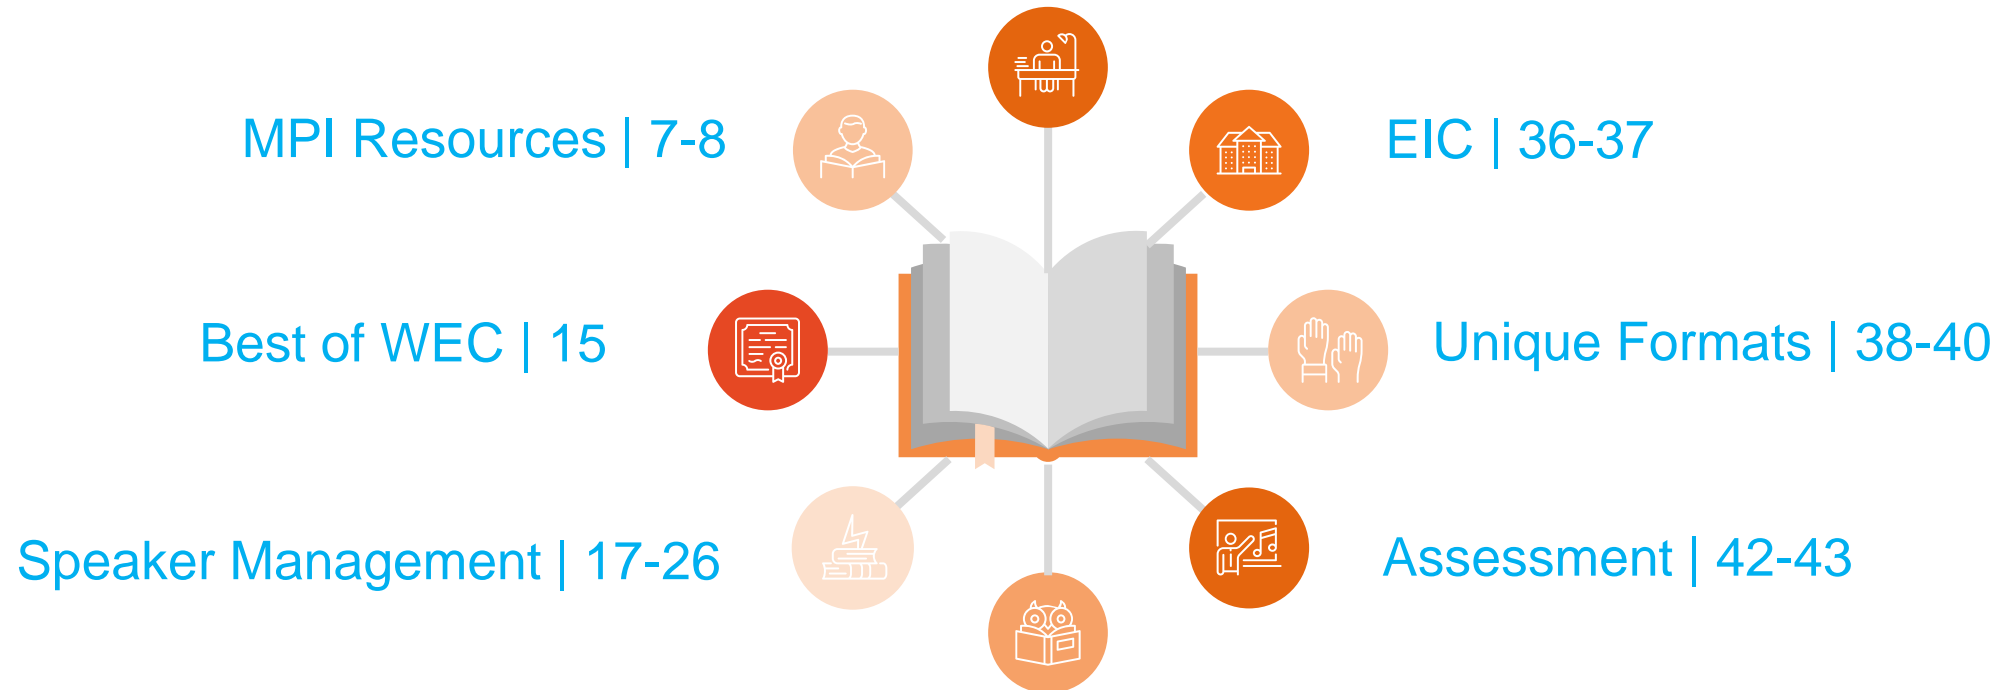 MPI Resources | 7-8
EIC | 36-37
Best of WEC | 15
Unique Formats | 38-40
Speaker Management | 17-26
Assessment | 42-43